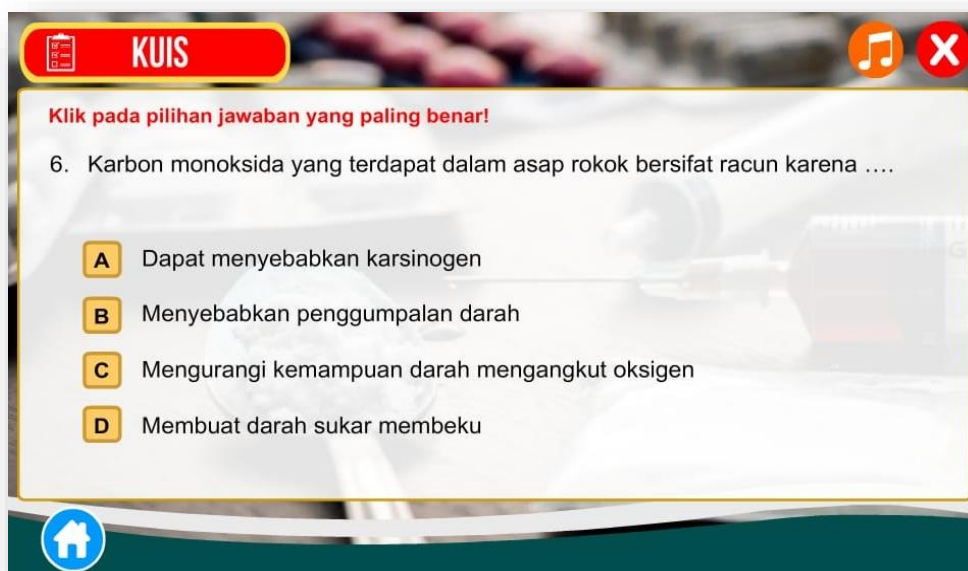 KUIS
Klik pada pilihan jawaban yang paling benar!
6. Karbon monoksida yang terdapat dalam asap rokok bersifat racun karena ....
A Dapat menyebabkan karsinogen
B Menyebabkan penggumpalan darah
C Mengurangi kemampuan darah mengangkut oksigen
D Membuat darah sukar membeku